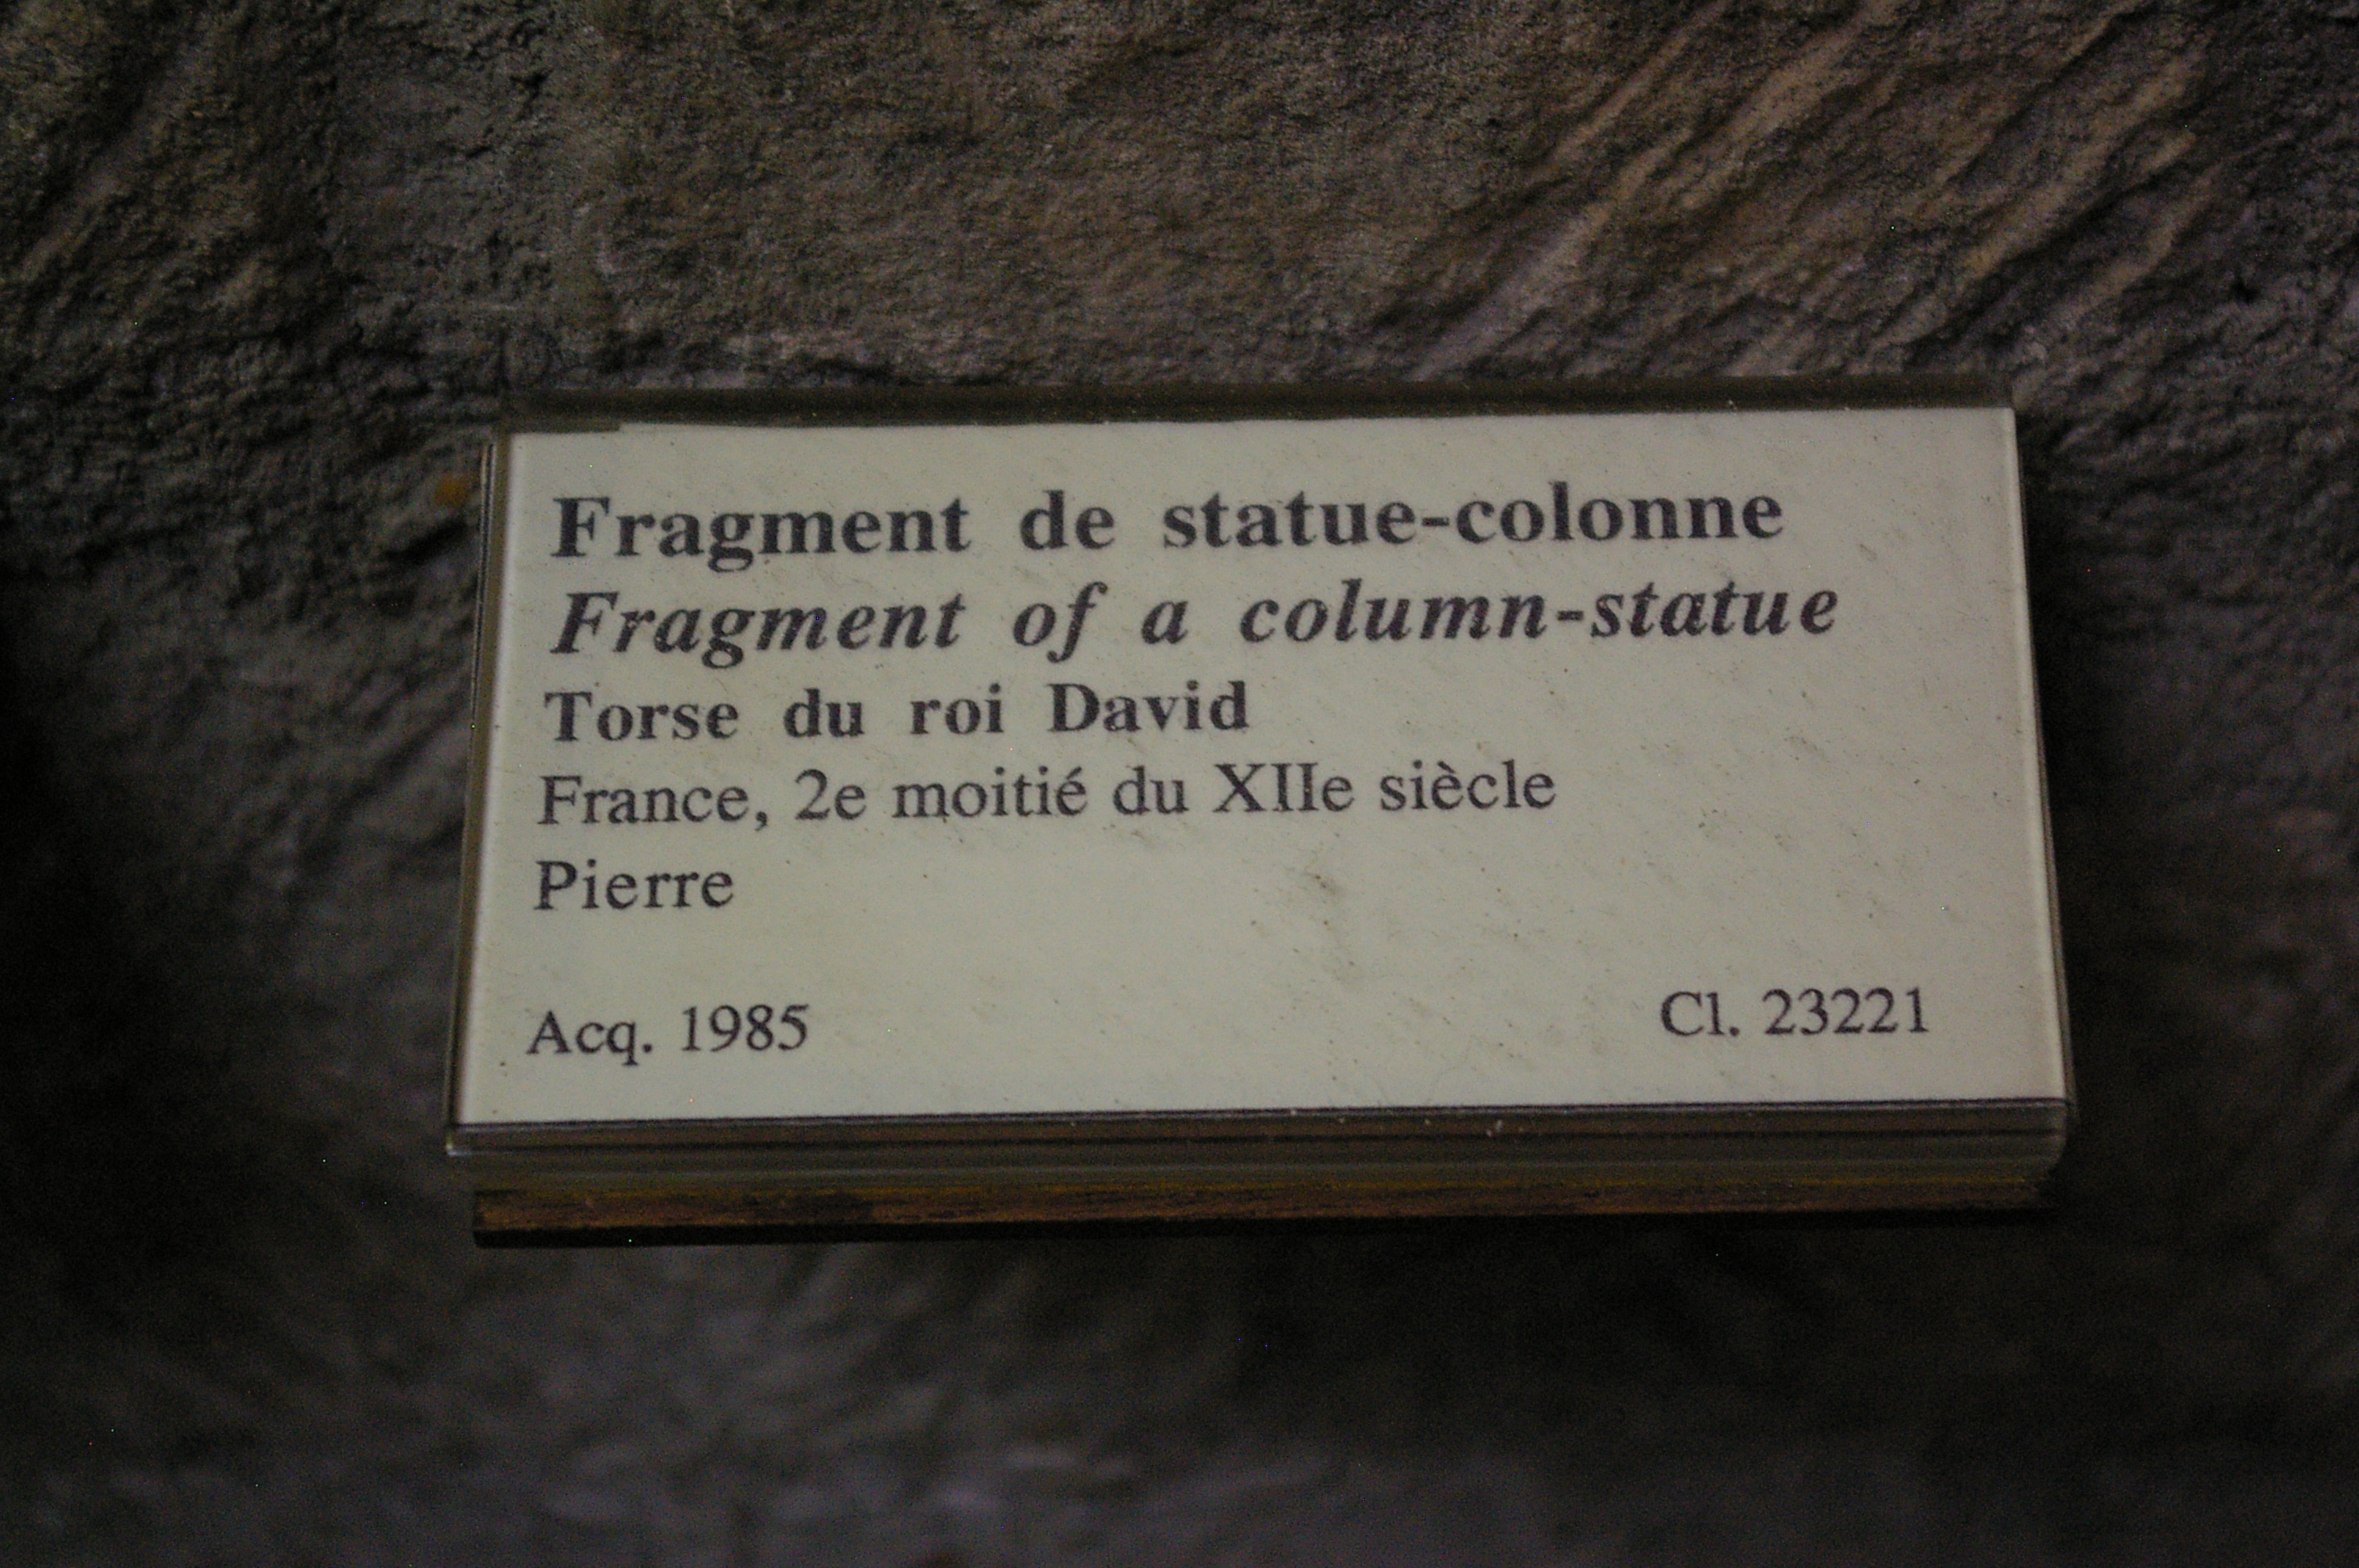 Fragment de statue-colonne
Fragment of a column-statue
Torse du roi David
France, 2e moitié du XIIe siècle
Pierre
Acq. 1985 Cl. 23221